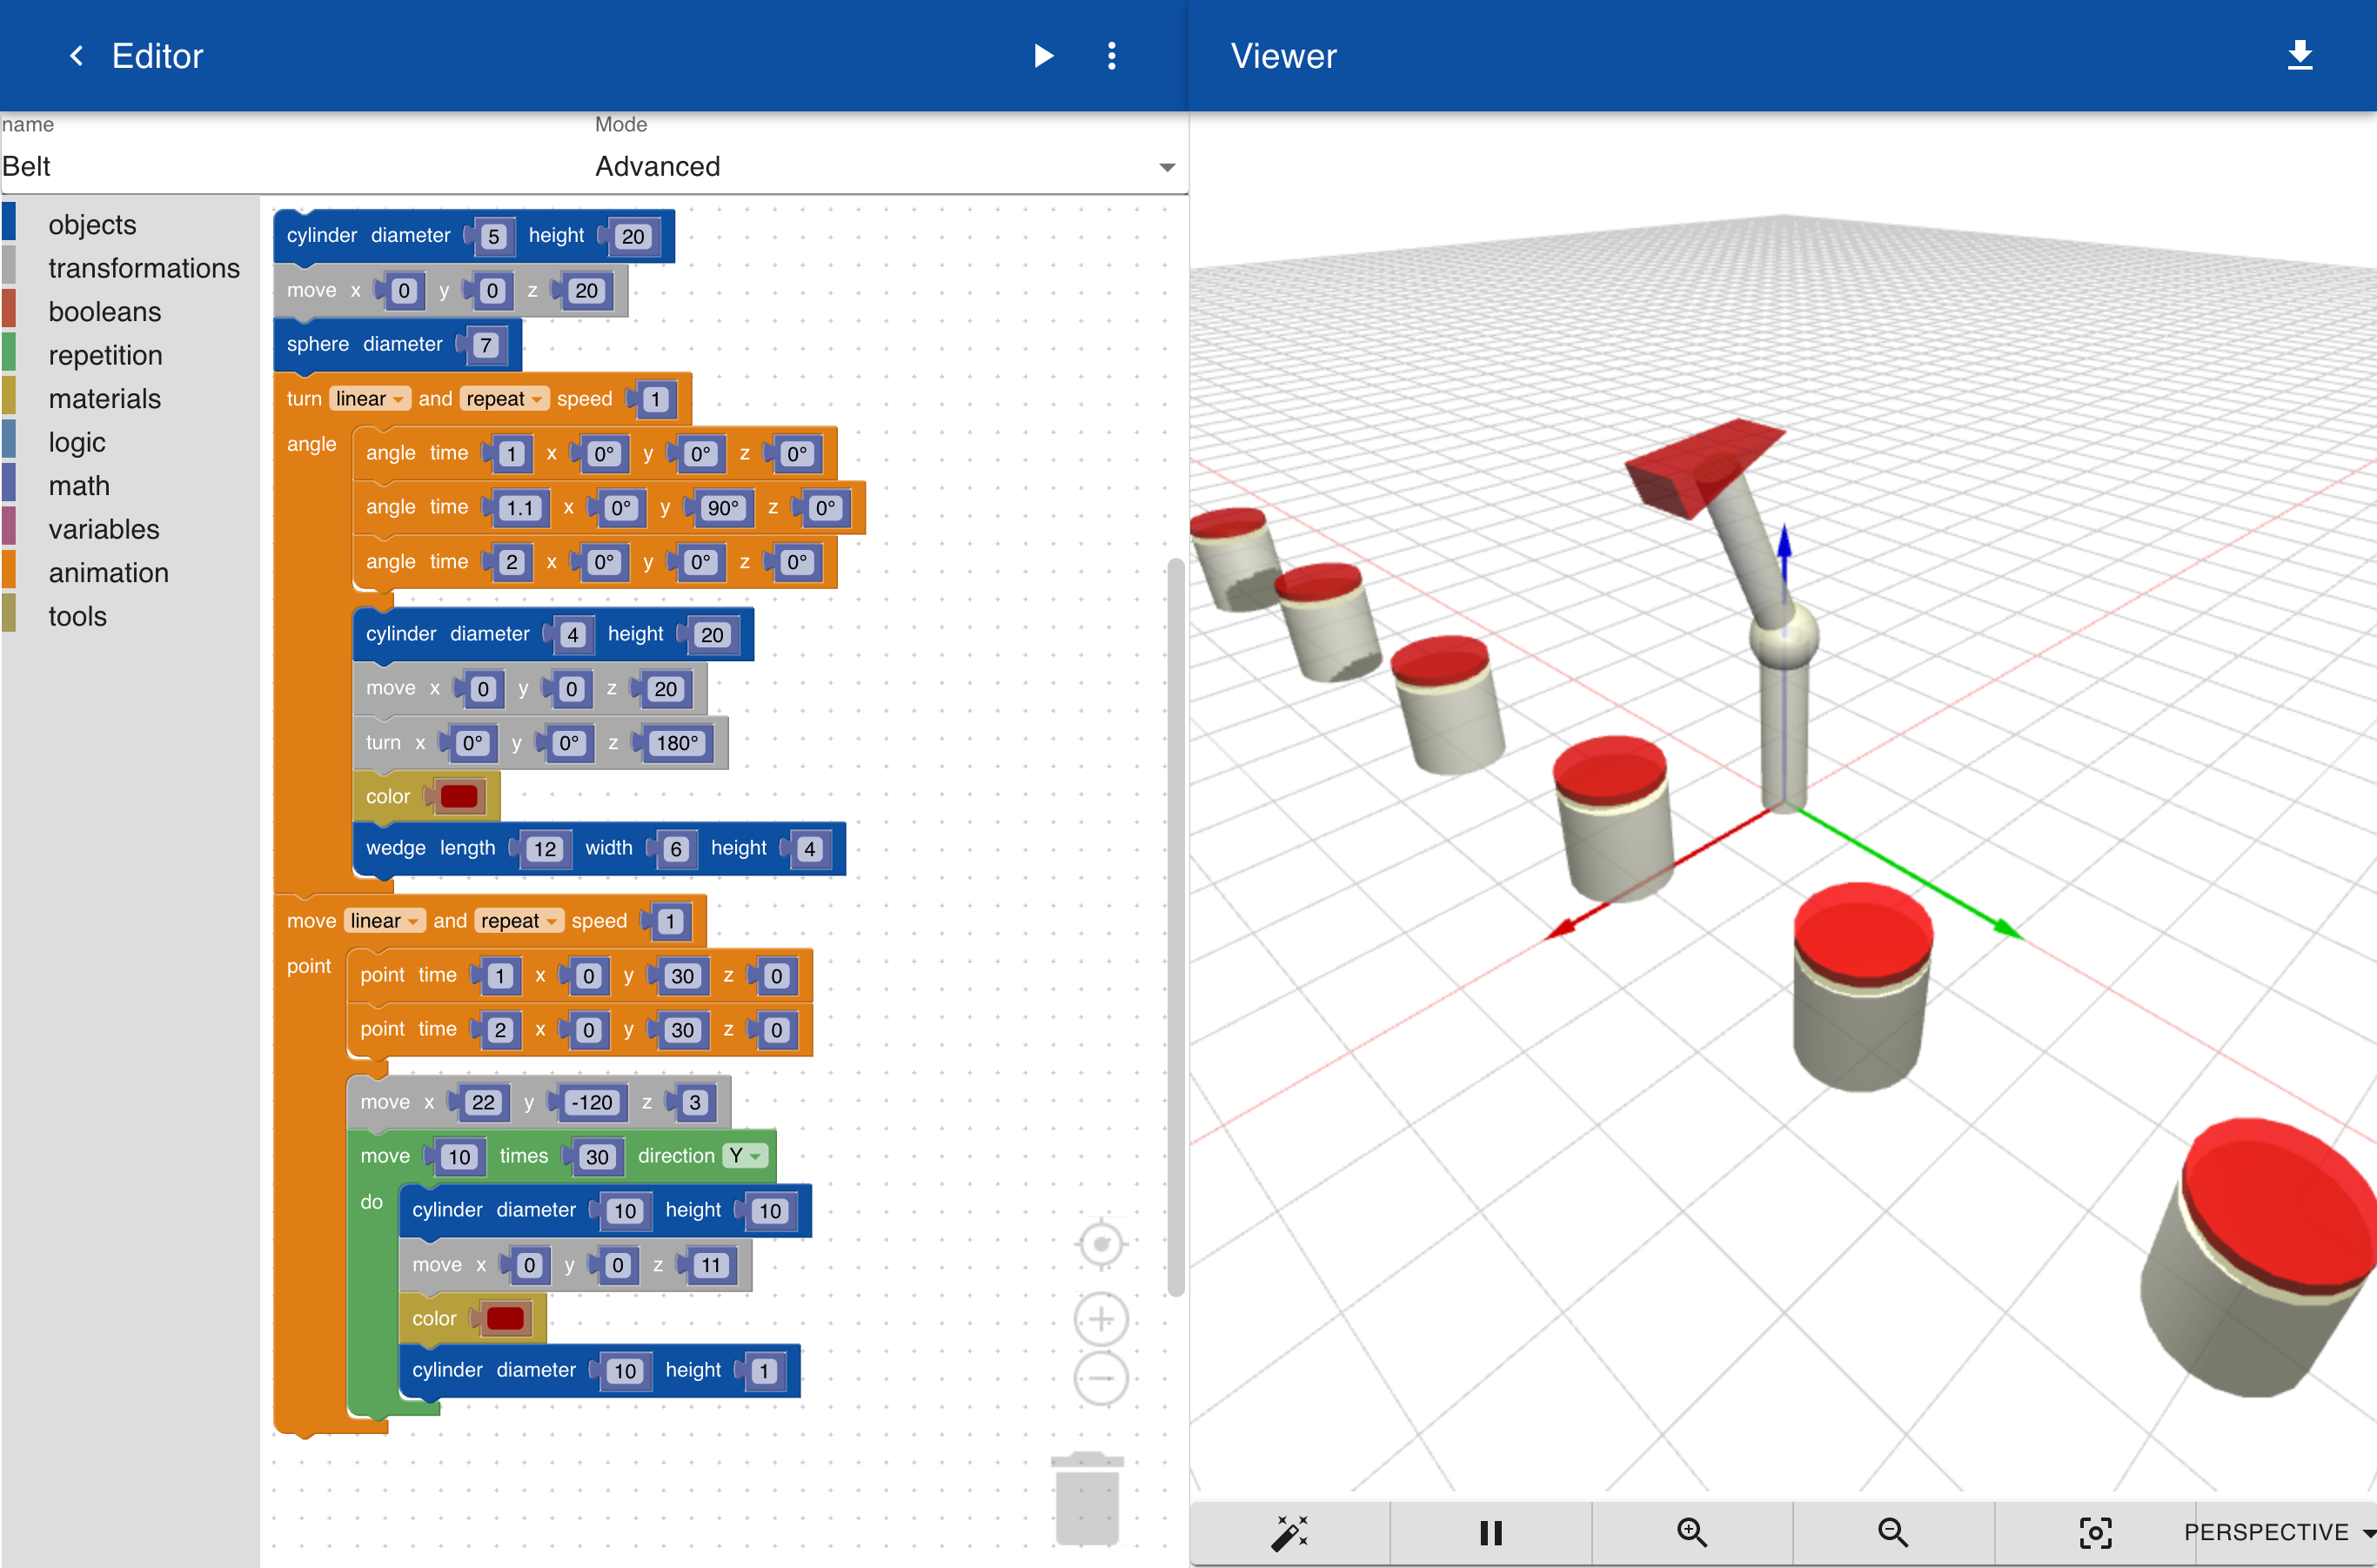 Editor
Viewer
name
Mode
Belt
Advanced
objects
transformations
booleans
repetition
materials
logic
math
variables
animation
tools
cylinder diameter 5 height 20
move x 0 y 0 z 20
sphere diameter 7
turn linear and repeat speed 1
angle
angle time 1 x 0° y 0° z 0°
angle time 1.1 x 0° y 90° z 0°
angle time 2 x 0° y 0° z 0°
cylinder diameter 4 height 20
move x 0 y 0 z 20
turn x 0° y 0° z 180°
color
wedge length 12 width 6 height 4
move linear and repeat speed 1
point
point time 1 x 0 y 30 z 0
point time 2 x 0 y 30 z 0
move x 22 y -120 z 3
move 10 times 30 direction Y
do
cylinder diameter 10 height 10
move x 0 y 0 z 11
color
cylinder diameter 10 height 1
PERSPECTIVE